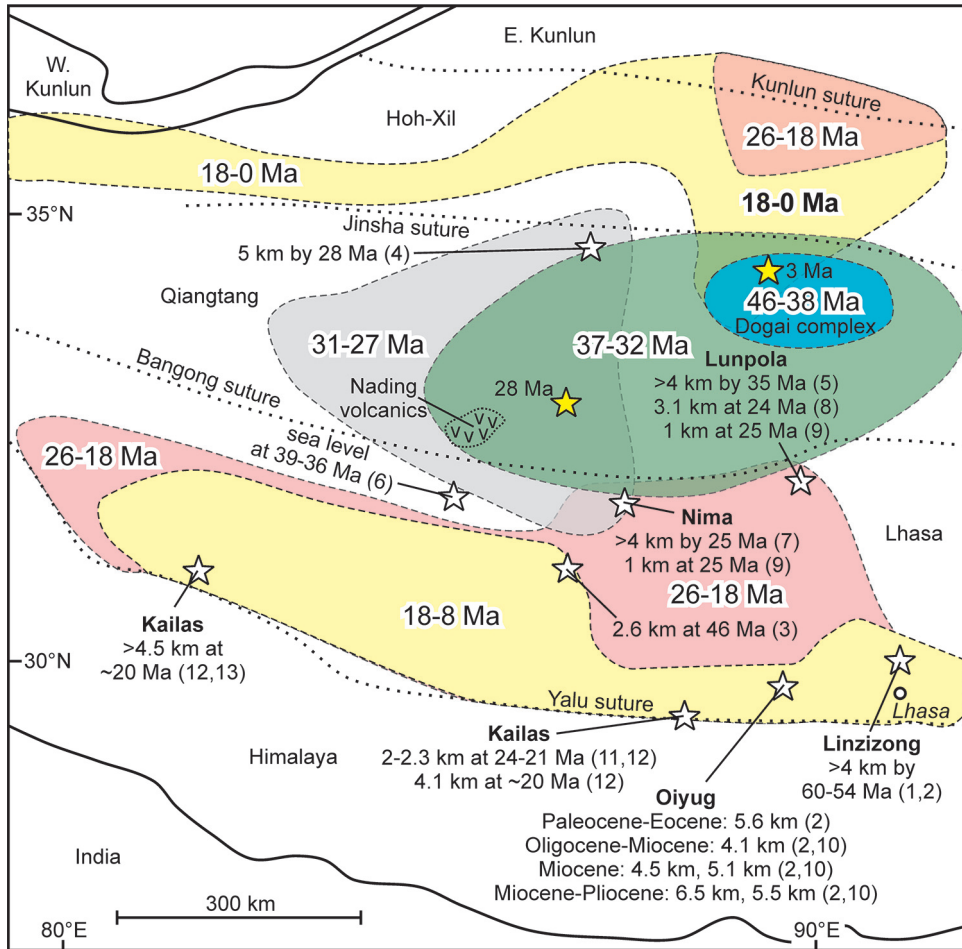 E. Kunlun
W.
Kunlun
Kunlun suture
Hoh-Xil
26-18 Ma
18-0 Ma
18-0 Ma
35°N
Jinsha suture
5 km by 28 Ma (4)
3 Ma
Qiangtang
46-38 Ma
Dogai complex
31-27 Ma
37-32 Ma
Bangong suture
Lunpola
>4 km by 35 Ma (5)
3.1 km at 24 Ma (8)
1 km at 25 Ma (9)
Nading
volcanics
28 Ma
v v
v v v
sea level
at 39-36 Ma (6)
26-18 Ma
Nima
>4 km by 25 Ma (7)
1 km at 25 Ma (9)
Lhasa
26-18 Ma
18-8 Ma
2.6 km at 46 Ma (3)
Kailas
>4.5 km at
~20 Ma (12,13)
30°N
Yalu suture
Lhasa
Himalaya
Kailas
2-2.3 km at 24-21 Ma (11,12)
4.1 km at ~20 Ma (12)
Linzizong
>4 km by
60-54 Ma (1,2)
Oiyug
Paleocene-Eocene: 5.6 km (2)
Oligocene-Miocene: 4.1 km (2,10)
Miocene: 4.5 km, 5.1 km (2,10)
Miocene-Pliocene: 6.5 km, 5.5 km (2,10)
India
300 km
80°E
90°E